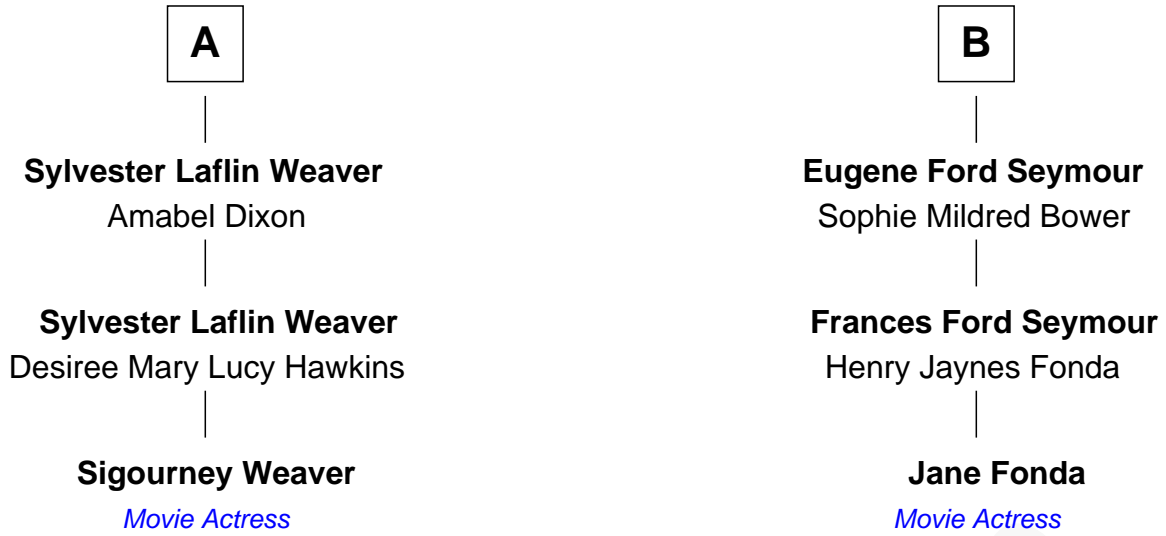 A
B
Sylvester Laflin Weaver
Eugene Ford Seymour
Amabel Dixon
Sophie Mildred Bower
Sylvester Laflin Weaver
Frances Ford Seymour
Desiree Mary Lucy Hawkins
Henry Jaynes Fonda
Sigourney Weaver
Jane Fonda
Movie Actress
Movie Actress